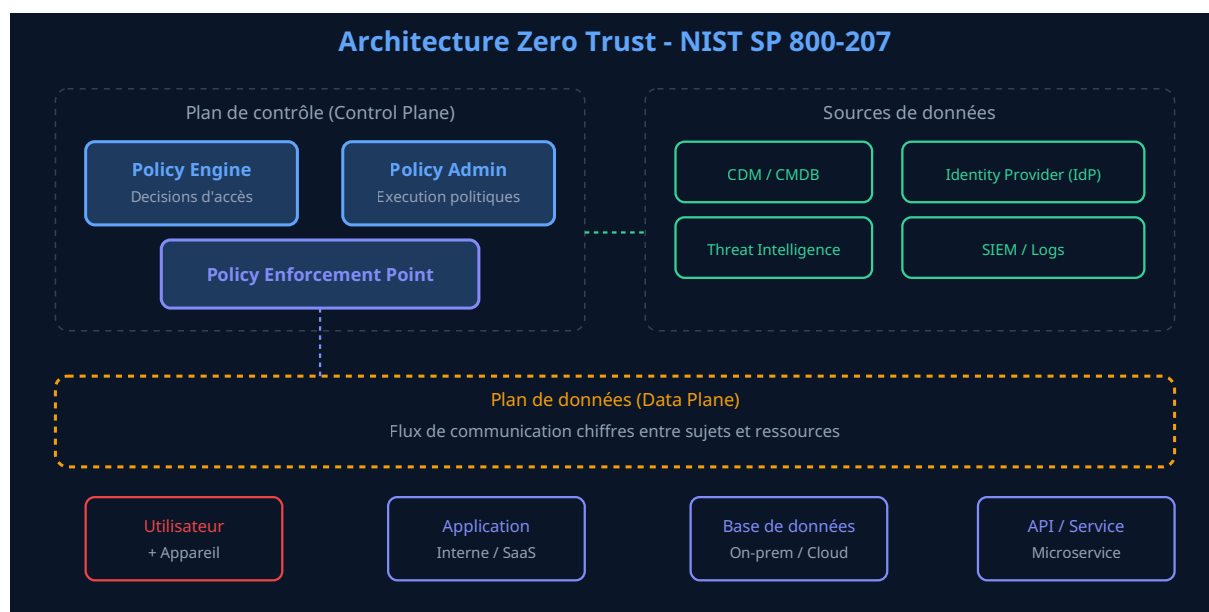 Architecture Zero Trust - NIST SP 800-207
Plan de contrôle (Control Plane)
Policy Engine
Decisions d'accès
Policy Admin
Execution politiques
Policy Enforcement Point
Sources de données
CDM / CMDB
Identity Provider (IdP)
Threat Intelligence
SIEM / Logs
Plan de données (Data Plane)
Flux de communication chiffres entre sujets et ressources
Utilisateur
+ Appareil
Application
Interne / SaaS
Base de données
On-prem / Cloud
API / Service
Microservice